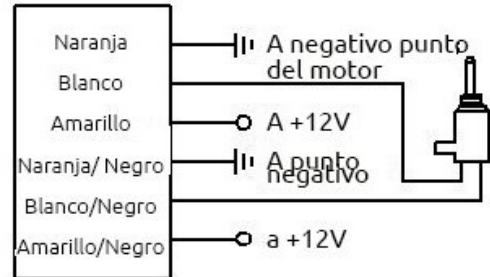 Naranja
A negativo punto
del motor
Blanco
Amarillo
A +12V
Naranja/ Negro
A punto
negativo
Blanco/Negro
Amarillo/Negro
a +12V